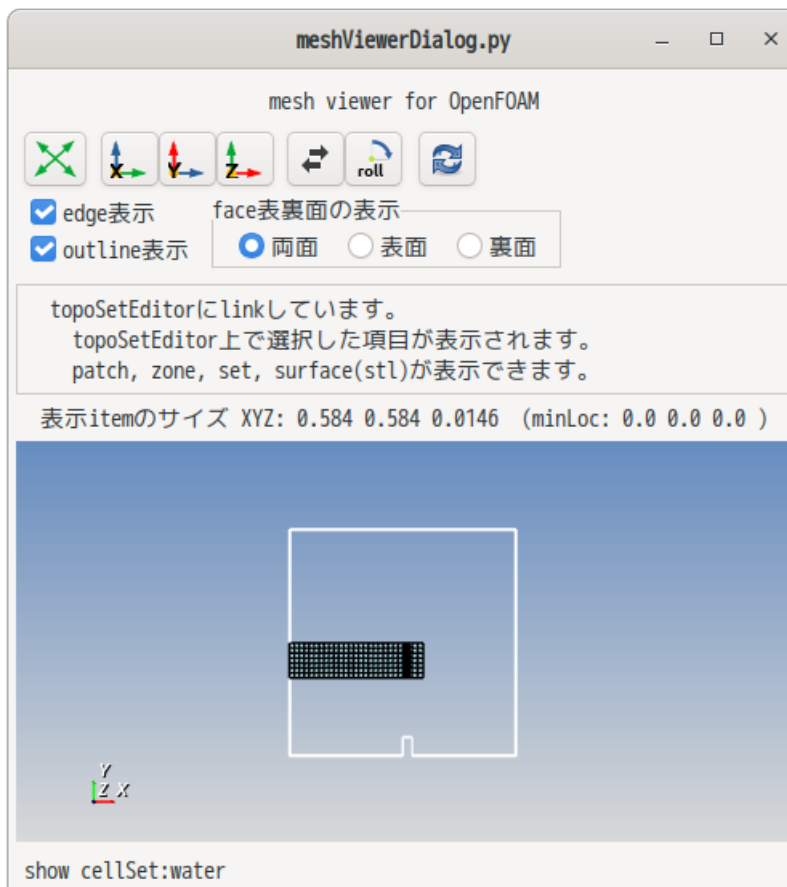 meshViewerDialog.py
mesh viewer for OpenFOAM
X Y Z roll
edge表示 face表裏面の表示
outline表示 両面 表面 裏面
topoSetEditorにlinkしています。
topoSetEditor上で選択した項目が表示されます。
patch, zone, set, surface(stl)が表示できます。
表示itemのサイズ XYZ: 0.584 0.584 0.0146 (minLoc: 0.0 0.0 0.0 )
Y
Z X
show cellSet:water